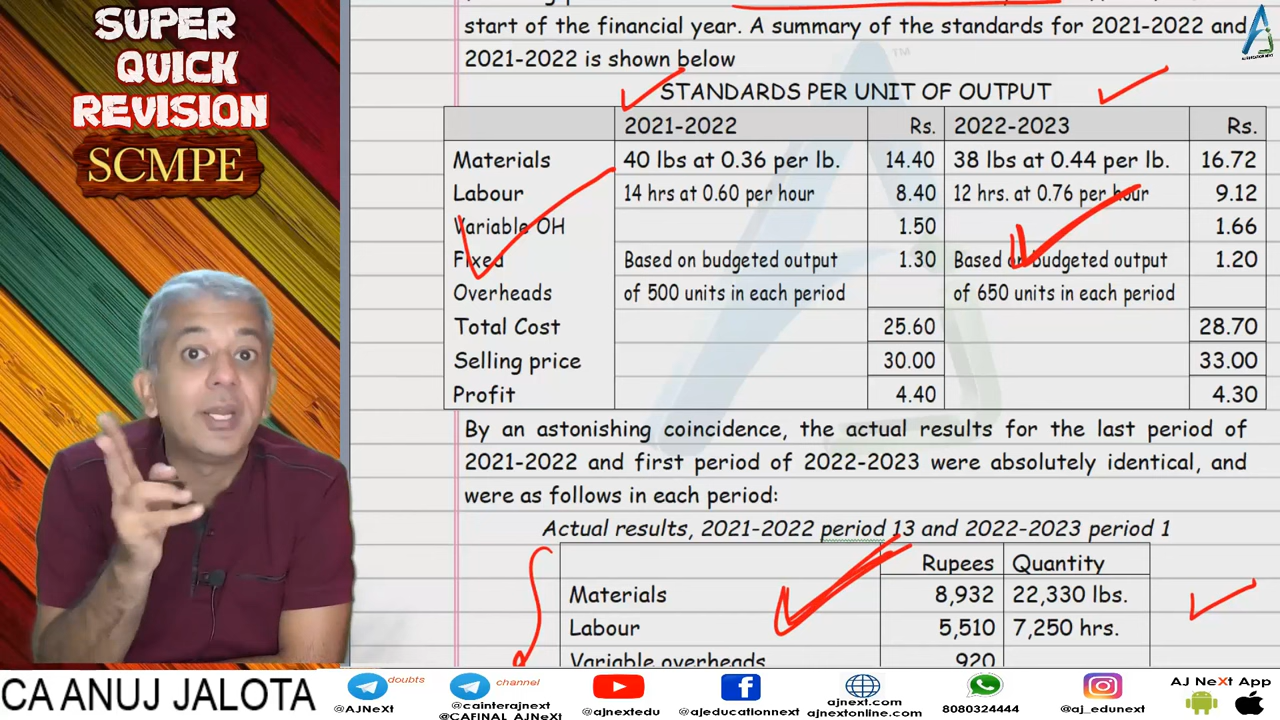 SUPER
QUICK
REVISION
SCMPE
start of the financial year. A summary of the standards for 2021-2022 and
2021-2022 is shown below
STANDARDS PER UNIT OF OUTPUT
2021-2022 Rs. 2022-2023 Rs.
Materials 40 lbs at 0.36 per lb. 14.40 38 lbs at 0.44 per lb. 16.72
Labour 14 hrs at 0.60 per hour 8.40 12 hrs. at 0.76 per hour 9.12
Variable OH 1.50 1.66
Fixed Based on budgeted output 1.30 Based on budgeted output 1.20
Overheads of 500 units in each period of 650 units in each period
Total Cost 25.60 28.70
Selling price 30.00 33.00
Profit 4.40 4.30
By an astonishing coincidence, the actual results for the last period of
2021-2022 and first period of 2022-2023 were absolutely identical, and
were as follows in each period:
Actual results, 2021-2022 period 13 and 2022-2023 period 1
Rupees Quantity
Materials 8,932 22,330 lbs.
Labour 5,510 7,250 hrs.
Variable overheads 920
CA ANUJ JALOTA
doubts
@AJNeXt
channel
@cainterajnext
@CAFINAL_AJNeXt
@ajnextedu
@ajeducationnext
ajnext.com
ajnextonline.com
8080324444
@aj_edunext
AJ NeXt App